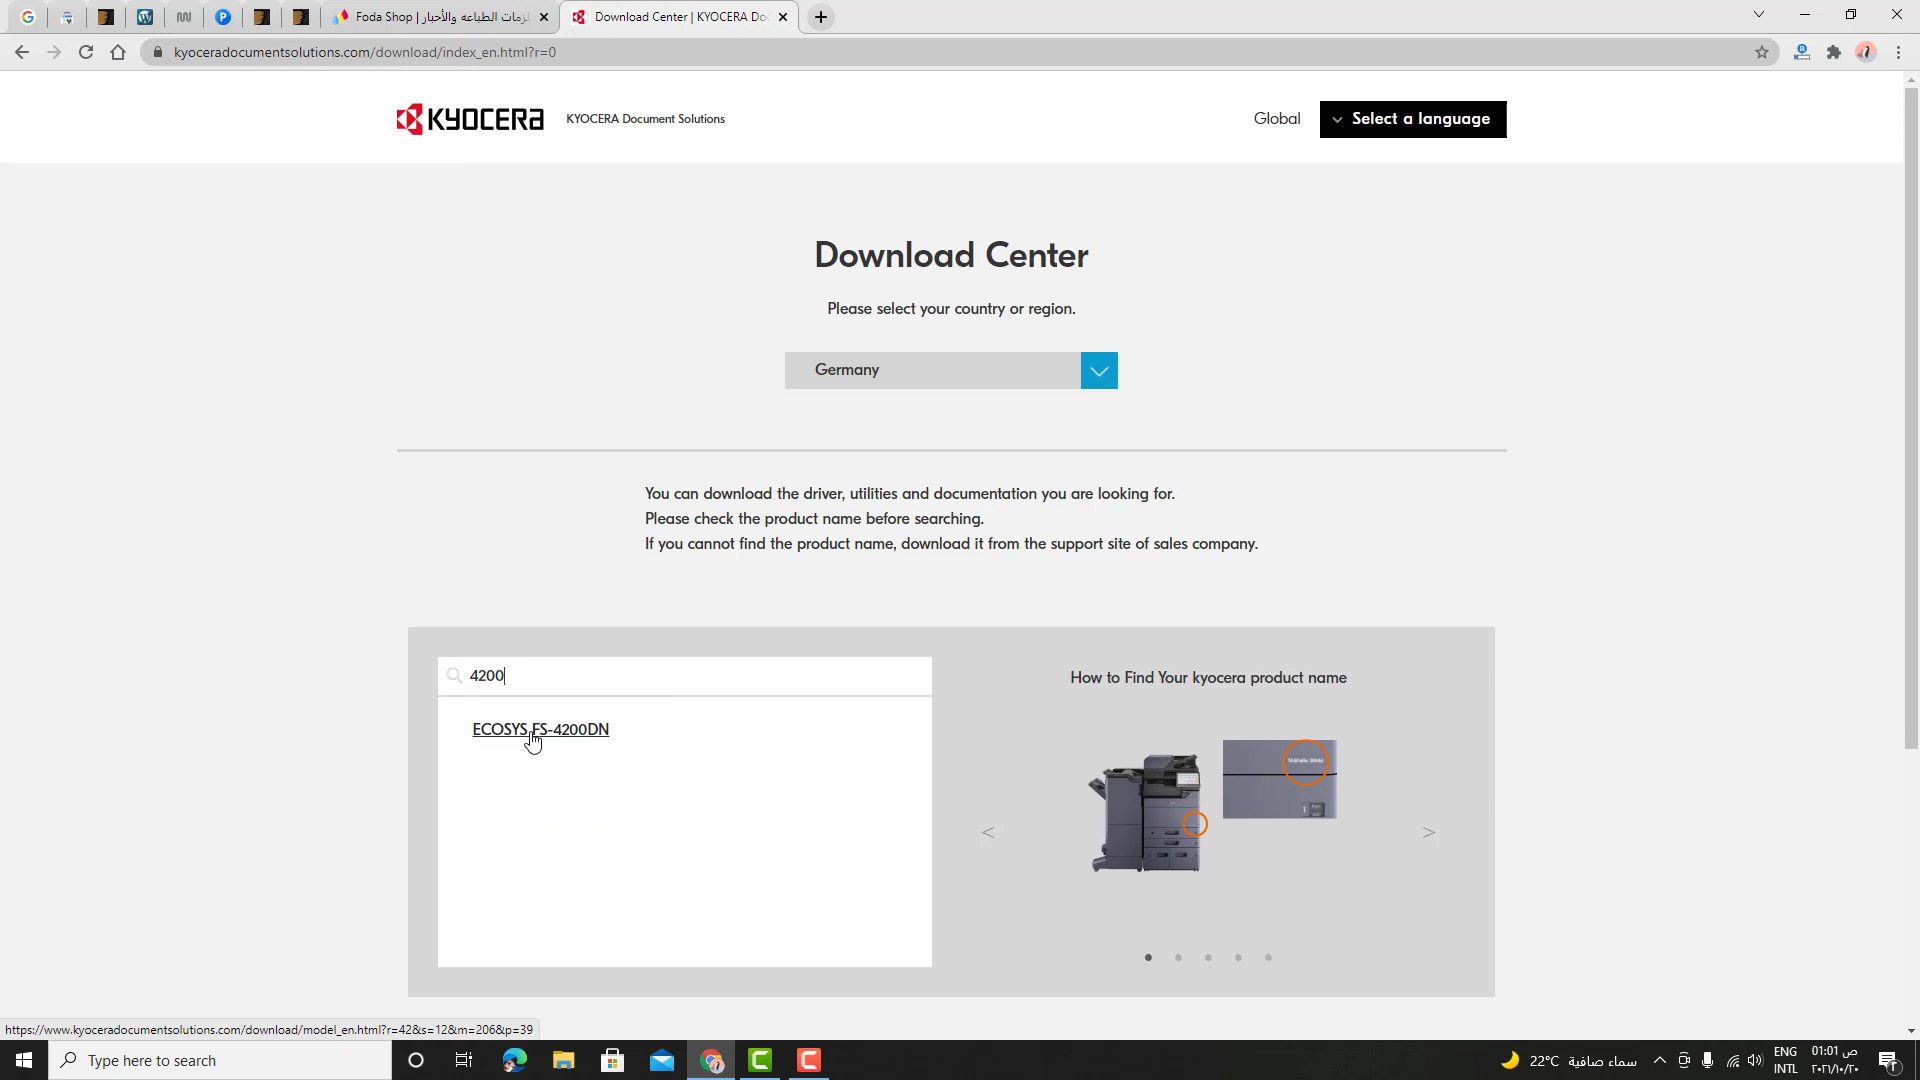 Foda Shop | زمات الطباعه والأحبار
Download Center | KYOCERA Do
kyoceradocumentsolutions.com/download/index_en.html?r=0
KYOCERA
KYOCERA Document Solutions
Global
Select a language
Download Center
Please select your country or region.
Germany
You can download the driver, utilities and documentation you are looking for.
Please check the product name before searching.
If you cannot find the product name, download it from the support site of sales company.
4200
How to Find Your kyocera product name
ECOSYS FS-4200DN
<
>
https://www.kyoceradocumentsolutions.com/download/model_en.html?r=42&s=12&m=206&p=39
Type here to search
22°C سماء صافية
ENG
INTL
01:01 ص
٢٠٢١/١٠/٢٠